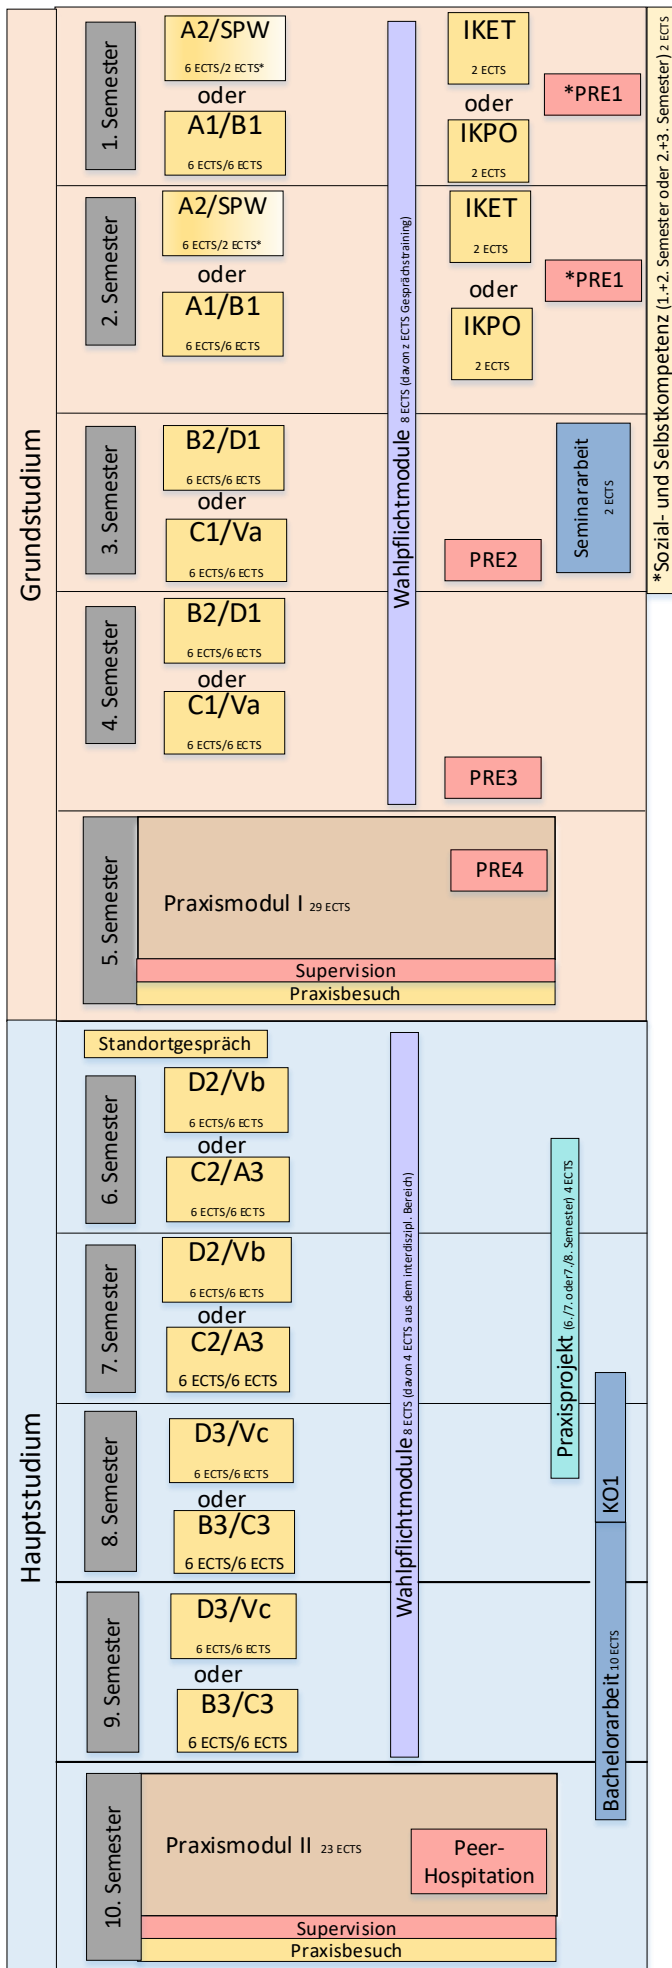 Grundstudium
*Sozial- und Selbstkompetenz (1.+2. Semester oder 2.+3. Semester) 2 ECTS
Wahlpflichtmodule 8 ECTS (davon z ECTS Gesprächstraining)
1. Semester
A2/SPW
6 ECTS/2 ECTS*
oder
A1/B1
6 ECTS/6 ECTS
IKET
2 ECTS
oder
IKPO
2 ECTS
*PRE1
2. Semester
A2/SPW
6 ECTS/2 ECTS*
oder
A1/B1
6 ECTS/6 ECTS
IKET
2 ECTS
oder
IKPO
2 ECTS
*PRE1
3. Semester
B2/D1
6 ECTS/6 ECTS
oder
C1/Va
6 ECTS/6 ECTS
PRE2
Seminararbeit
2 ECTS
4. Semester
B2/D1
6 ECTS/6 ECTS
oder
C1/Va
6 ECTS/6 ECTS
PRE3
5. Semester
Praxismodul I 29 ECTS
PRE4
Supervision
Praxisbesuch
Hauptstudium
Standortgespräch
Wahlpflichtmodule 8 ECTS (davon 4 ECTS aus dem interdiszipl. Bereich)
6. Semester
D2/Vb
6 ECTS/6 ECTS
oder
C2/A3
6 ECTS/6 ECTS
Praxisprojekt (6./7. oder7./8. Semester) 4 ECTS
7. Semester
D2/Vb
6 ECTS/6 ECTS
oder
C2/A3
6 ECTS/6 ECTS
8. Semester
D3/Vc
6 ECTS/6 ECTS
oder
B3/C3
6 ECTS/6 ECTS
KO1
9. Semester
D3/Vc
6 ECTS/6 ECTS
oder
B3/C3
6 ECTS/6 ECTS
Bachelorarbeit 10 ECTS
10. Semester
Praxismodul II 23 ECTS
Peer-
Hospitation
Supervision
Praxisbesuch